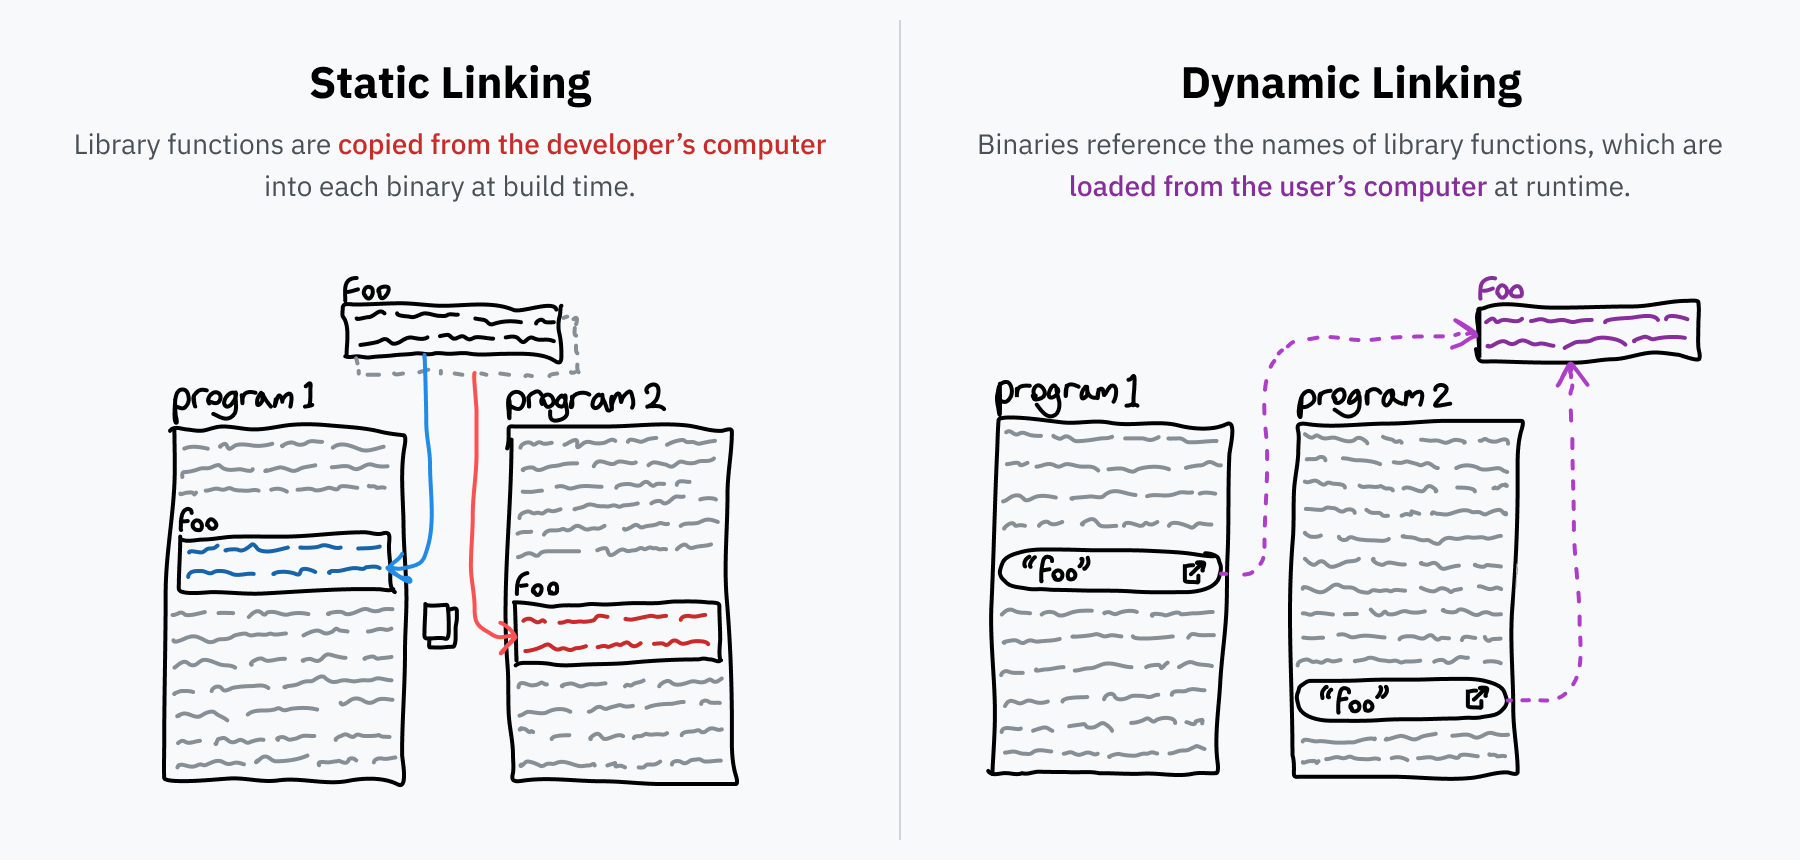 Static Linking
Library functions are copied from the developer’s computer
into each binary at build time.
Foo
program 1
program 2
foo
foo
Dynamic Linking
Binaries reference the names of library functions, which are
loaded from the user’s computer at runtime.
Foo
program 1
program 2
“foo”
“foo”